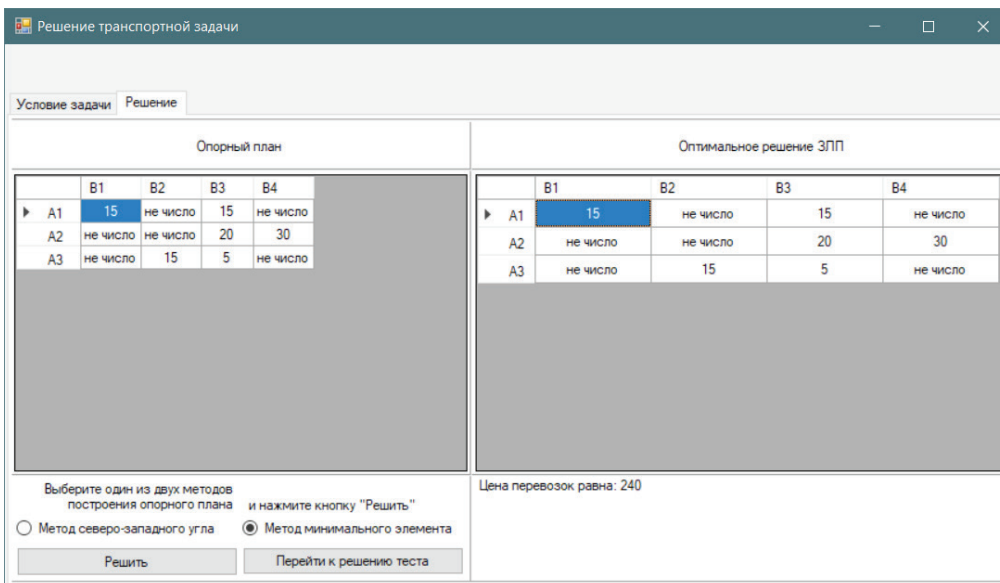 Решение транспортной задачи
Условие задачи Решение
Опорный план
Оптимальное решение ЗЛП
B1 B2 B3 B4
A1 15 не число 15 не число
A2 не число не число 20 30
A3 не число 15 5 не число
B1 B2 B3 B4
A1 15 не число 15 не число
A2 не число не число 20 30
A3 не число 15 5 не число
Выберите один из двух методов
построения опорного плана и нажмите кнопку "Решить"
Метод северо-западного угла Метод минимального элемента
Решить Перейти к решению теста
Цена перевозок равна: 240